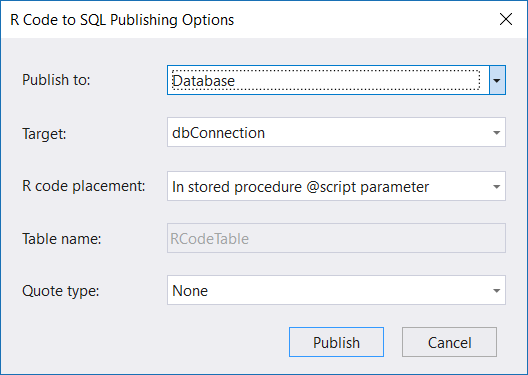 R Code to SQL Publishing Options
Publish to: Database
Target: dbConnection
R code placement: In stored procedure @script parameter
Table name: RCodeTable
Quote type: None
Publish Cancel